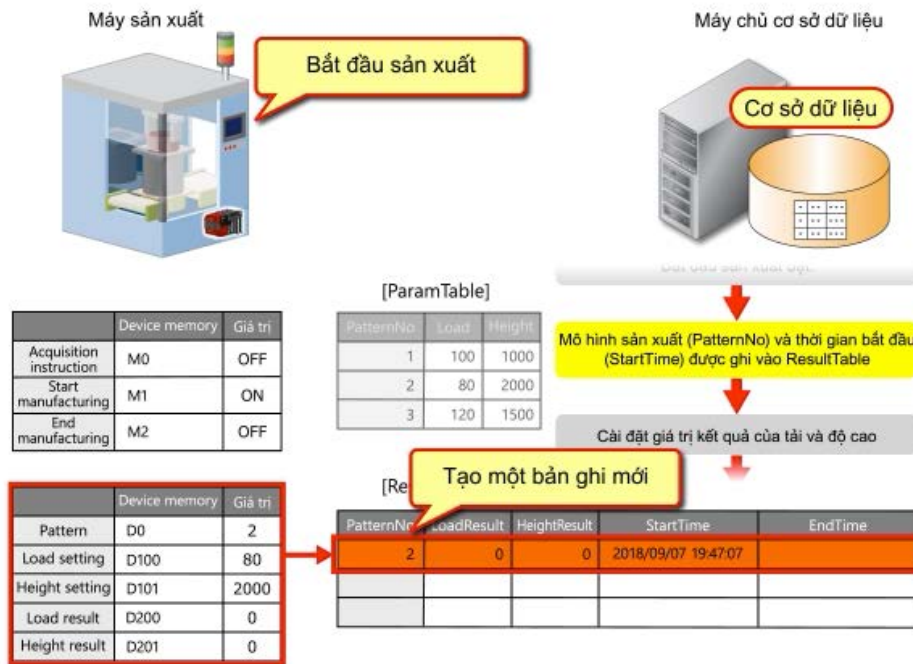 Máy sản xuất
Máy chủ cơ sở dữ liệu
Bắt đầu sản xuất
Cơ sở dữ liệu
Bắt đầu sản xuất bật.
Device memory Giá trị
Acquisition instruction M0 OFF
Start manufacturing M1 ON
End manufacturing M2 OFF
[ParamTable]
PatternNo Load Height
1 100 1000
2 80 2000
3 120 1500
Mô hình sản xuất (PatternNo) và thời gian bắt đầu
(StartTime) được ghi vào ResultTable
Cài đặt giá trị kết quả của tải và độ cao
Device memory Giá trị
Pattern D0 2
Load setting D100 80
Height setting D101 2000
Load result D200 0
Height result D201 0
Tạo một bản ghi mới
[Re
PatternNo LoadResult HeightResult StartTime EndTime
2 0 0 2018/09/07 19:47:07